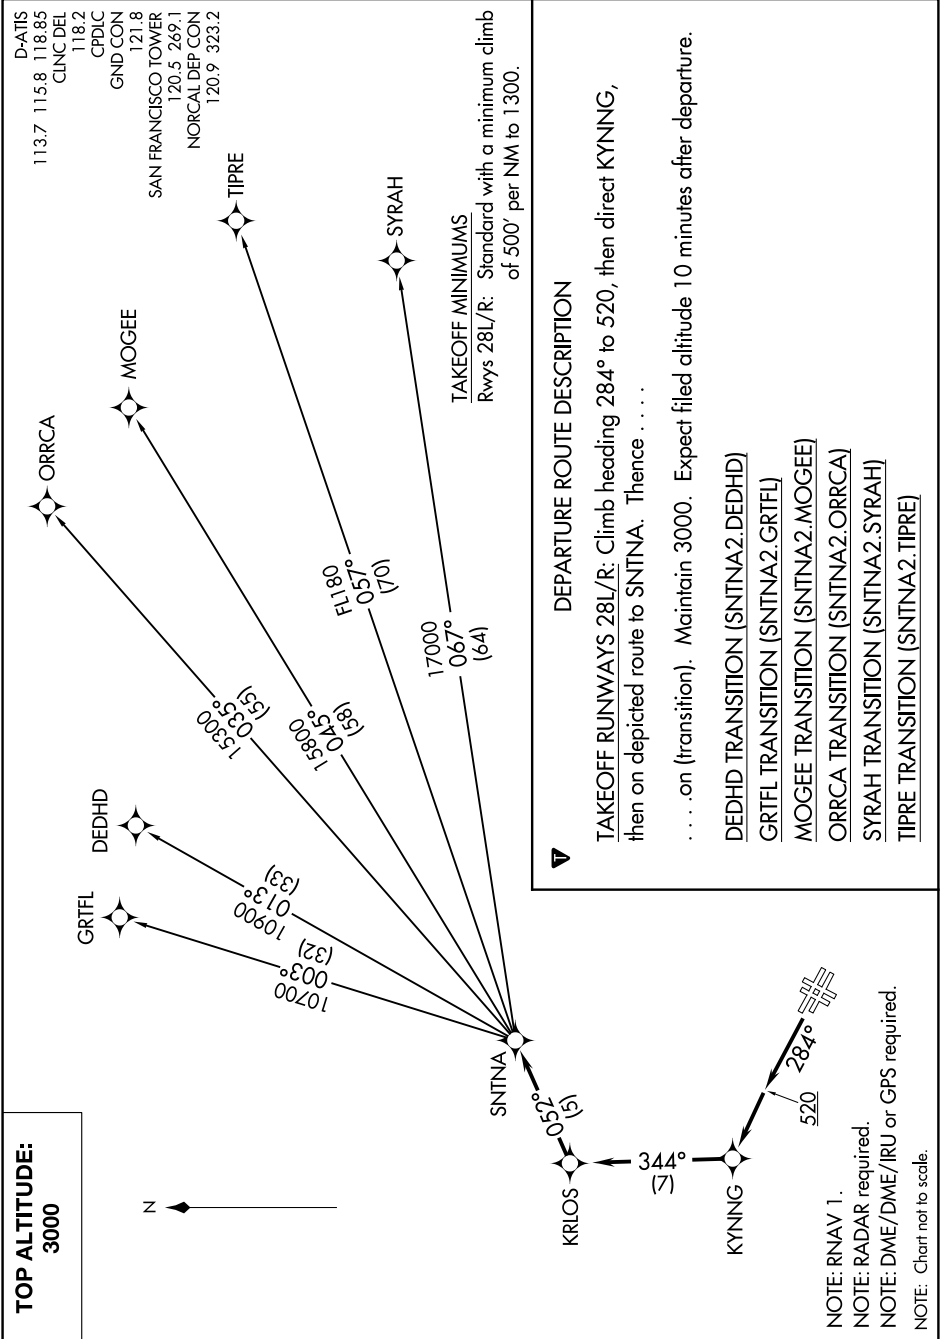 TOP ALTITUDE:
3000
D-ATIS
113.7 115.8 118.85
CLNC DEL
118.2
CPDLC
GND CON
121.8
SAN FRANCISCO TOWER
120.5 269.1
NORCAL DEP CON
120.9 323.2
N
GRTFL
DEDHD
ORRCA
MOGEE
TIPRE
SYRAH
10700
003°
(32)
10900
013°
(33)
15300
035°
(55)
15800
045°
(58)
FL180
057°
(70)
17000
067°
(64)
SNTNA
052°
(5)
KRLOS
344°
(7)
KYNNG
520
284°
TAKEOFF MINIMUMS
Rwys 28L/R: Standard with a minimum climb
of 500' per NM to 1300.
NOTE: RNAV 1.
NOTE: RADAR required.
NOTE: DME/DME/IRU or GPS required.
NOTE: Chart not to scale.
T
DEPARTURE ROUTE DESCRIPTION
TAKEOFF RUNWAYS 28L/R: Climb heading 284° to 520, then direct KYNNG,
then on depicted route to SNTNA. Thence . . . .
. . . .on (transition). Maintain 3000. Expect filed altitude 10 minutes after departure.
DEDHD TRANSITION (SNTNA2.DEDHD)
GRTFL TRANSITION (SNTNA2.GRTFL)
MOGEE TRANSITION (SNTNA2.MOGEE)
ORRCA TRANSITION (SNTNA2.ORRCA)
SYRAH TRANSITION (SNTNA2.SYRAH)
TIPRE TRANSITION (SNTNA2.TIPRE)